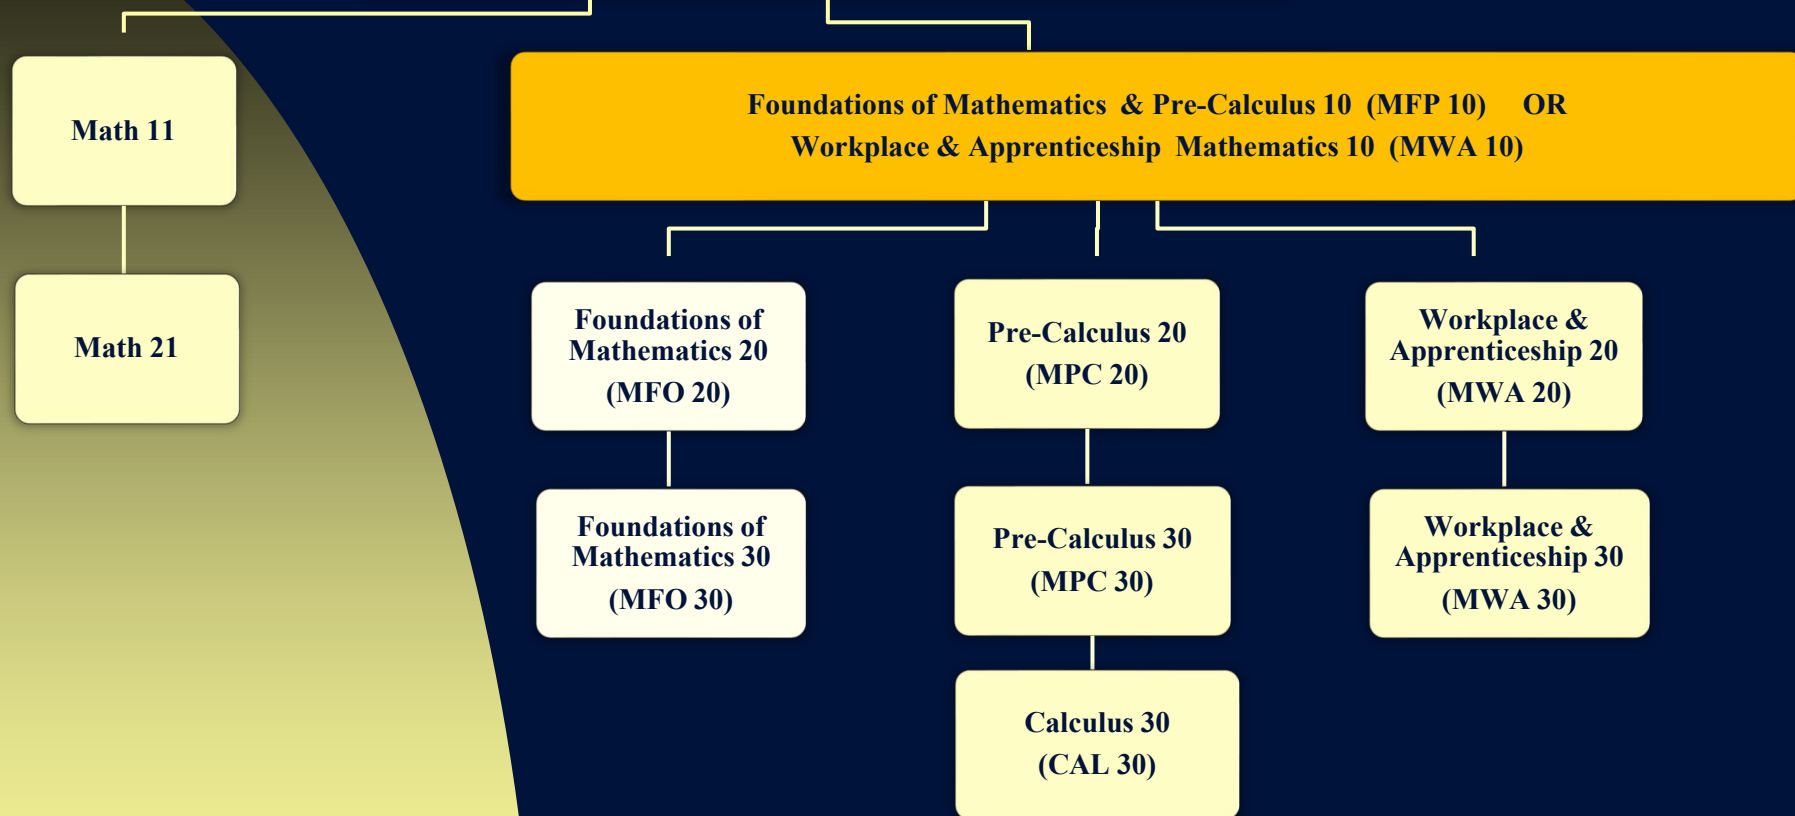 Foundations of Mathematics & Pre-Calculus 10 (MFP 10) OR
Workplace & Apprenticeship Mathematics 10 (MWA 10)
Math 11
Math 21
Foundations of
Mathematics 20
(MFO 20)
Pre-Calculus 20
(MPC 20)
Workplace &
Apprenticeship 20
(MWA 20)
Foundations of
Mathematics 30
(MFO 30)
Pre-Calculus 30
(MPC 30)
Workplace &
Apprenticeship 30
(MWA 30)
Calculus 30
(CAL 30)